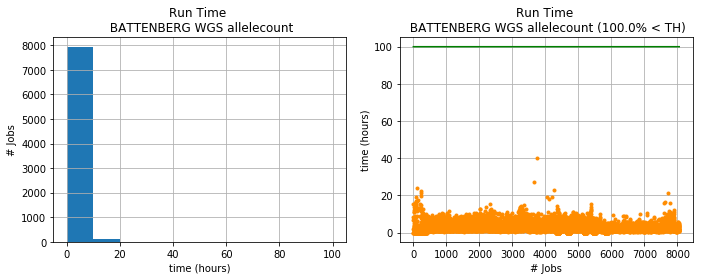 Run Time
BATTENBERG WGS allelecount
8000
7000
6000
5000
4000
3000
2000
1000
0
# Jobs
0 20 40 60 80 100
time (hours)
Run Time
BATTENBERG WGS allelecount (100.0% < TH)
100
80
60
40
20
0
time (hours)
0 1000 2000 3000 4000 5000 6000 7000 8000
# Jobs